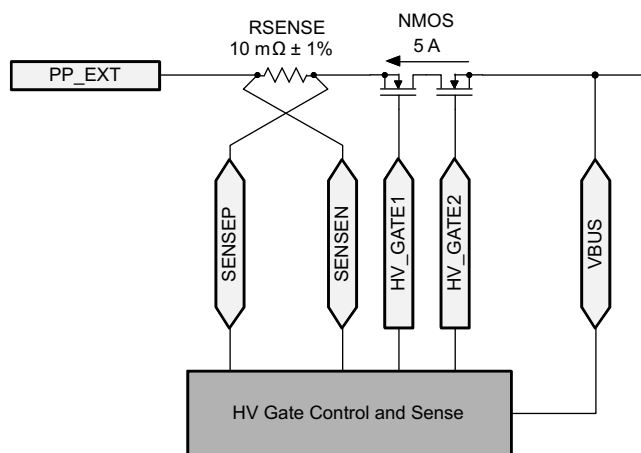 RSENSE
10 mΩ ± 1%
NMOS
5 A
PP_EXT
SENSEP
SENSEN
HV_GATE1
HV_GATE2
VBUS
HV Gate Control and Sense